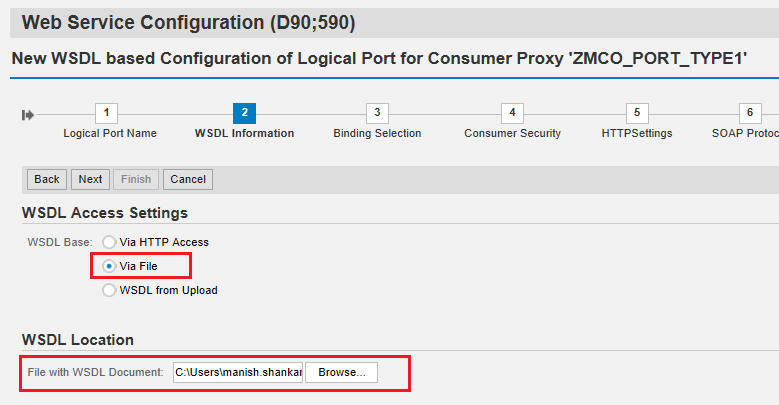 Web Service Configuration (D90;590)
New WSDL based Configuration of Logical Port for Consumer Proxy 'ZMCO_PORT_TYPE1'
1 2 3 4 5 6
Logical Port Name WSDL Information Binding Selection Consumer Security HTTPSettings SOAP Protoc
Back Next Finish Cancel
WSDL Access Settings
WSDL Base: Via HTTP Access
Via File
WSDL from Upload
WSDL Location
File with WSDL Document: C:\Users\manish.shankar Browse...